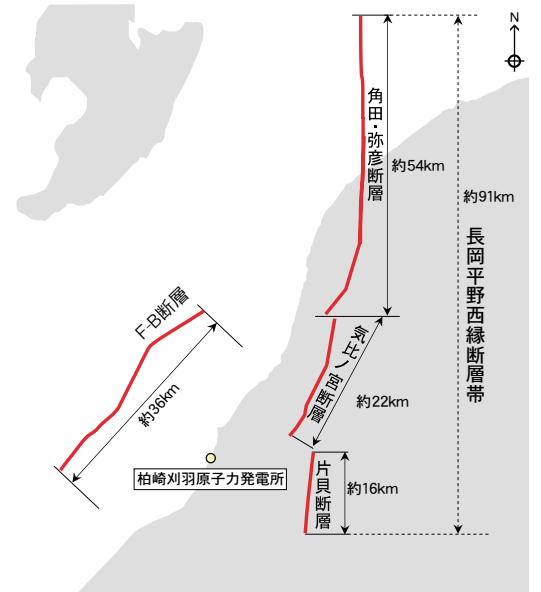 N
角田・弥彦断層
約54km
約91km
長岡平野西縁断層帯
F-B断層
約36km
気比ノ宮断層
約22km
柏崎刈羽原子力発電所
片貝断層
約16km